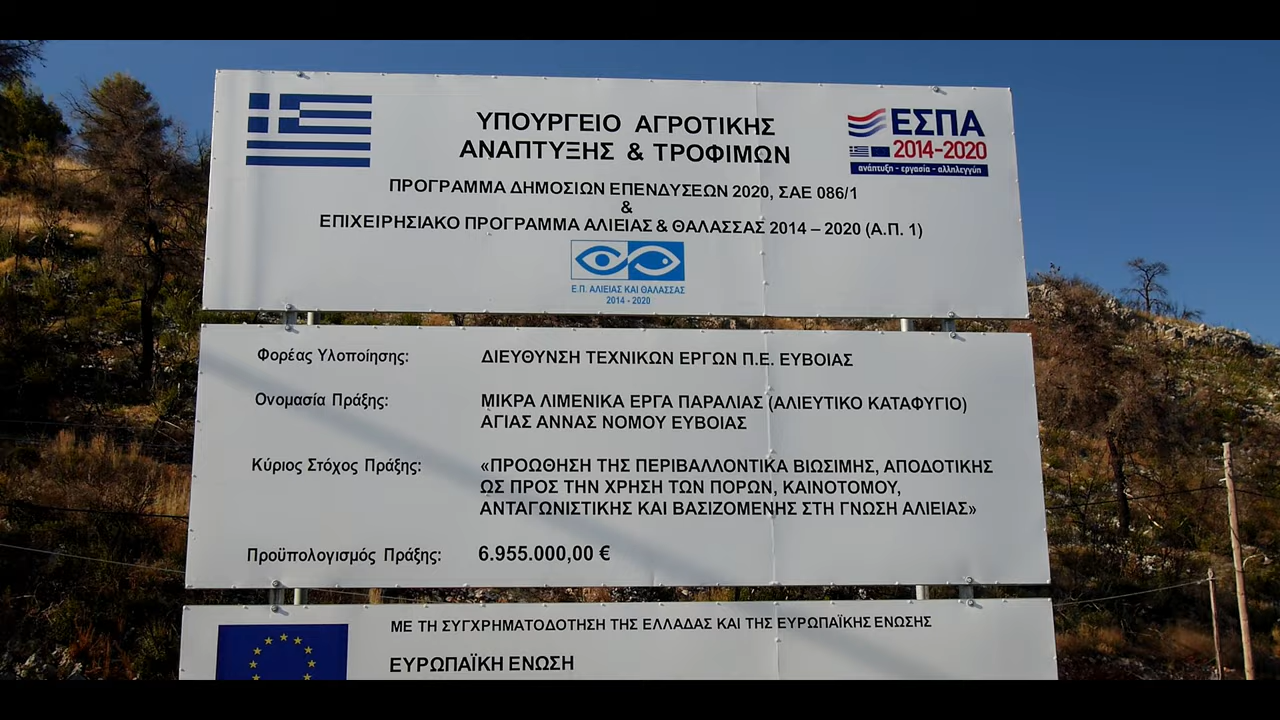 ΥΠΟΥΡΓΕΙΟ ΑΓΡΟΤΙΚΗΣ
ΑΝΑΠΤΥΞΗΣ & ΤΡΟΦΙΜΩΝ
ΕΣΠΑ
2014-2020
ανάπτυξη - εργασία - αλληλεγγύη
ΠΡΟΓΡΑΜΜΑ ΔΗΜΟΣΙΩΝ ΕΠΕΝΔΥΣΕΩΝ 2020, ΣΑΕ 086/1
&
ΕΠΙΧΕΙΡΗΣΙΑΚΟ ΠΡΟΓΡΑΜΜΑ ΑΛΙΕΙΑΣ & ΘΑΛΑΣΣΑΣ 2014 – 2020 (Α.Π. 1)
Ε.Π. ΑΛΙΕΙΑΣ ΚΑΙ ΘΑΛΑΣΣΑΣ
2014 - 2020
Φορέας Υλοποίησης: ΔΙΕΥΘΥΝΣΗ ΤΕΧΝΙΚΩΝ ΕΡΓΩΝ Π.Ε. ΕΥΒΟΙΑΣ
Ονομασία Πράξης: ΜΙΚΡΑ ΛΙΜΕΝΙΚΑ ΕΡΓΑ ΠΑΡΑΛΙΑΣ (ΑΛΙΕΥΤΙΚΟ ΚΑΤΑΦΥΓΙΟ)
ΑΓΙΑΣ ΑΝΝΑΣ ΝΟΜΟΥ ΕΥΒΟΙΑΣ
Κύριος Στόχος Πράξης: «ΠΡΟΩΘΗΣΗ ΤΗΣ ΠΕΡΙΒΑΛΛΟΝΤΙΚΑ ΒΙΩΣΙΜΗΣ, ΑΠΟΔΟΤΙΚΗΣ
ΩΣ ΠΡΟΣ ΤΗΝ ΧΡΗΣΗ ΤΩΝ ΠΟΡΩΝ, ΚΑΙΝΟΤΟΜΟΥ,
ΑΝΤΑΓΩΝΙΣΤΙΚΗΣ ΚΑΙ ΒΑΣΙΖΟΜΕΝΗΣ ΣΤΗ ΓΝΩΣΗ ΑΛΙΕΙΑΣ»
Προϋπολογισμός Πράξης: 6.955.000,00 €
ΜΕ ΤΗ ΣΥΓΧΡΗΜΑΤΟΔΟΤΗΣΗ ΤΗΣ ΕΛΛΑΔΑΣ ΚΑΙ ΤΗΣ ΕΥΡΩΠΑΪΚΗΣ ΕΝΩΣΗΣ
ΕΥΡΩΠΑΪΚΗ ΕΝΩΣΗ